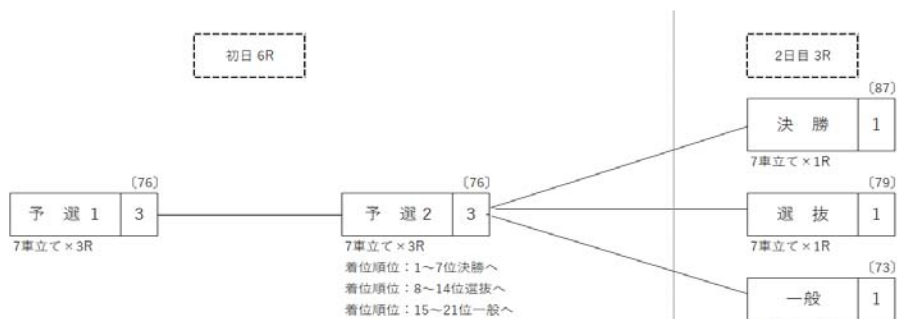 初日 6R
2日目 3R
〔87〕
決 勝 1
7車立て×1R
〔76〕
予 選 1 3
7車立て×3R
〔76〕
予 選 2 3
7車立て×3R
着位順位：1～7位決勝へ
着位順位：8～14位選抜へ
着位順位：15～21位一般へ
〔79〕
選 抜 1
7車立て×1R
〔73〕
一般 1